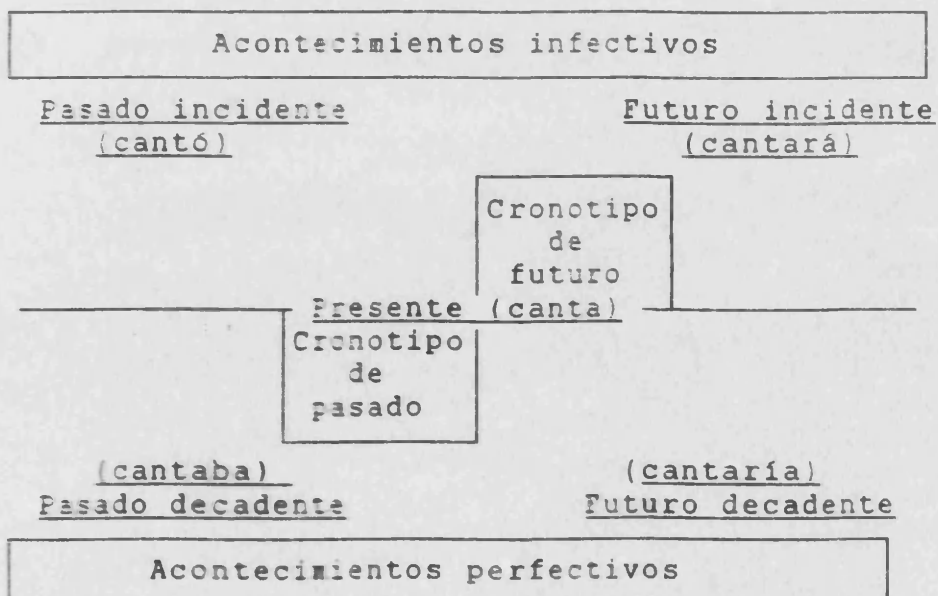 Acontecimientos infectivos
Pasado incidente Futuro incidente
(cantó) (cantará)
Cronotipo
de
futuro
Presente (canta)
Cronotipo
de
pasado
(cantaba) (cantaría)
Pasado decadente Futuro decadente
Acontecimientos perfectivos